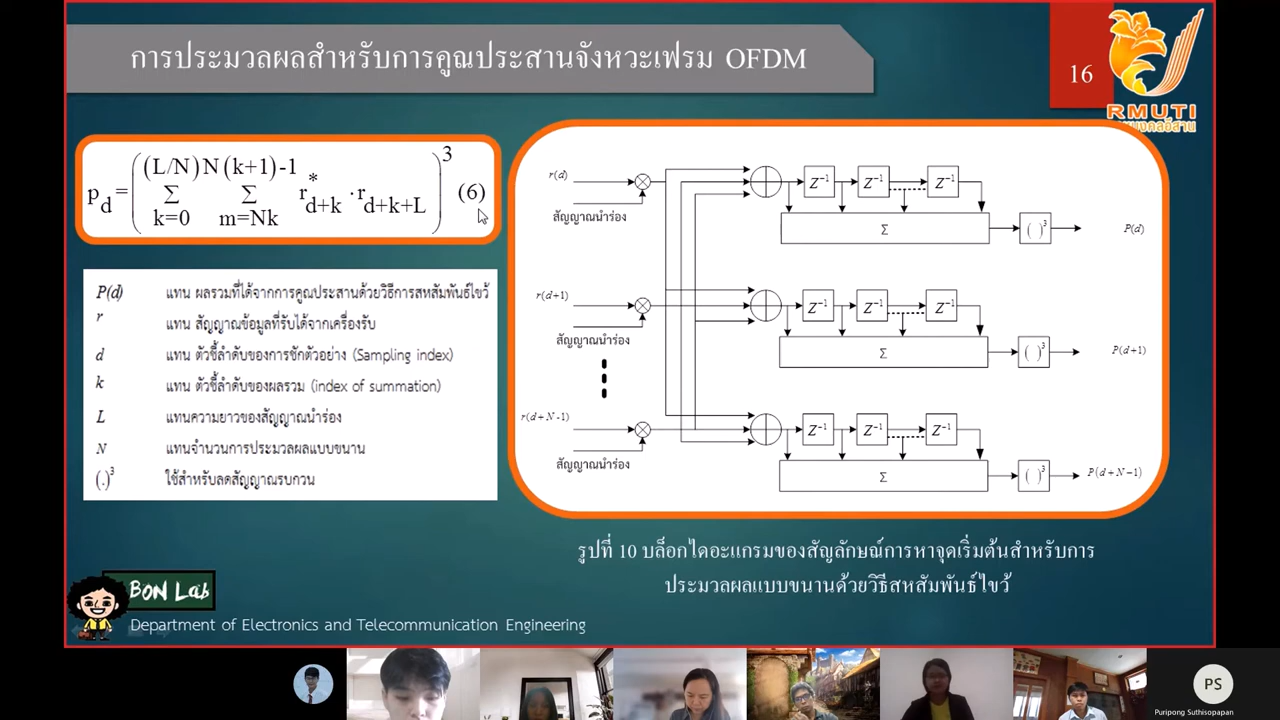 การประมวลผลสำหรับการคูณประสานจังหวะเฟรม OFDM
16
RMUTI
p_d = ( (L/N) Σ k=0 N(k+1)-1 Σ m=Nk r*_{d+k} · r_{d+k+L} )^3 (6)
P(d) แทน ผลรวมที่ได้จากการคูณประสานด้วยวิธีการสหสัมพันธ์ไขว้
r แทน สัญญาณข้อมูลที่รับได้จากเครื่องรับ
d แทน ตัวชี้ลำดับของการชักตัวอย่าง (Sampling index)
k แทน ตัวชี้ลำดับของผลรวม (index of summation)
L แทนความยาวของสัญญาณนำร่อง
N แทนจำนวนการประมวลผลแบบขนาน
(.)³ ใช้สำหรับลดสัญญาณรบกวน
r(d)
สัญญาณนำร่อง
Z⁻¹ Z⁻¹ Z⁻¹
Σ
( )³
P(d)
r(d+1)
สัญญาณนำร่อง
Z⁻¹ Z⁻¹ Z⁻¹
Σ
( )³
P(d+1)
r(d+N-1)
สัญญาณนำร่อง
Z⁻¹ Z⁻¹ Z⁻¹
Σ
( )³
P(d+N-1)
รูปที่ 10 บล็อกไดอะแกรมของสัญลักษณ์การหาจุดเริ่มต้นสำหรับการ
ประมวลผลแบบขนานด้วยวิธีสหสัมพันธ์ไขว้
BON Lab
Department of Electronics and Telecommunication Engineering
PS
Puripong Suthisopapan